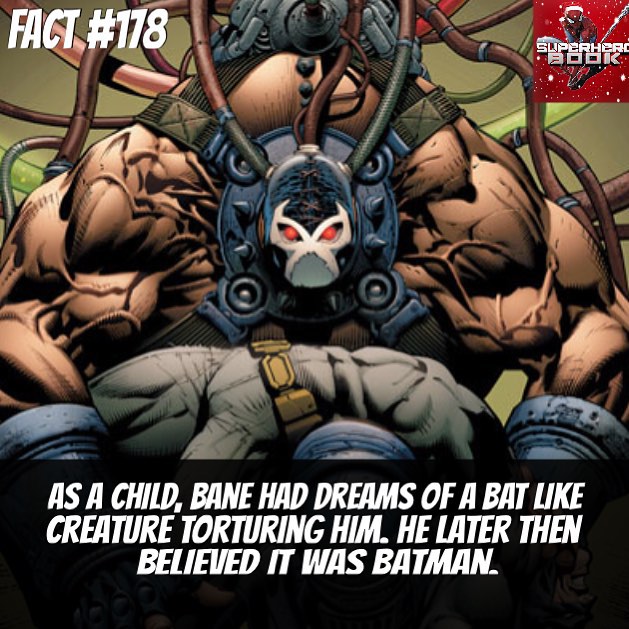 FACT #178
SUPERHERO
BOOK
AS A CHILD, BANE HAD DREAMS OF A BAT LIKE
CREATURE TORTURING HIM. HE LATER THEN
BELIEVED IT WAS BATMAN.